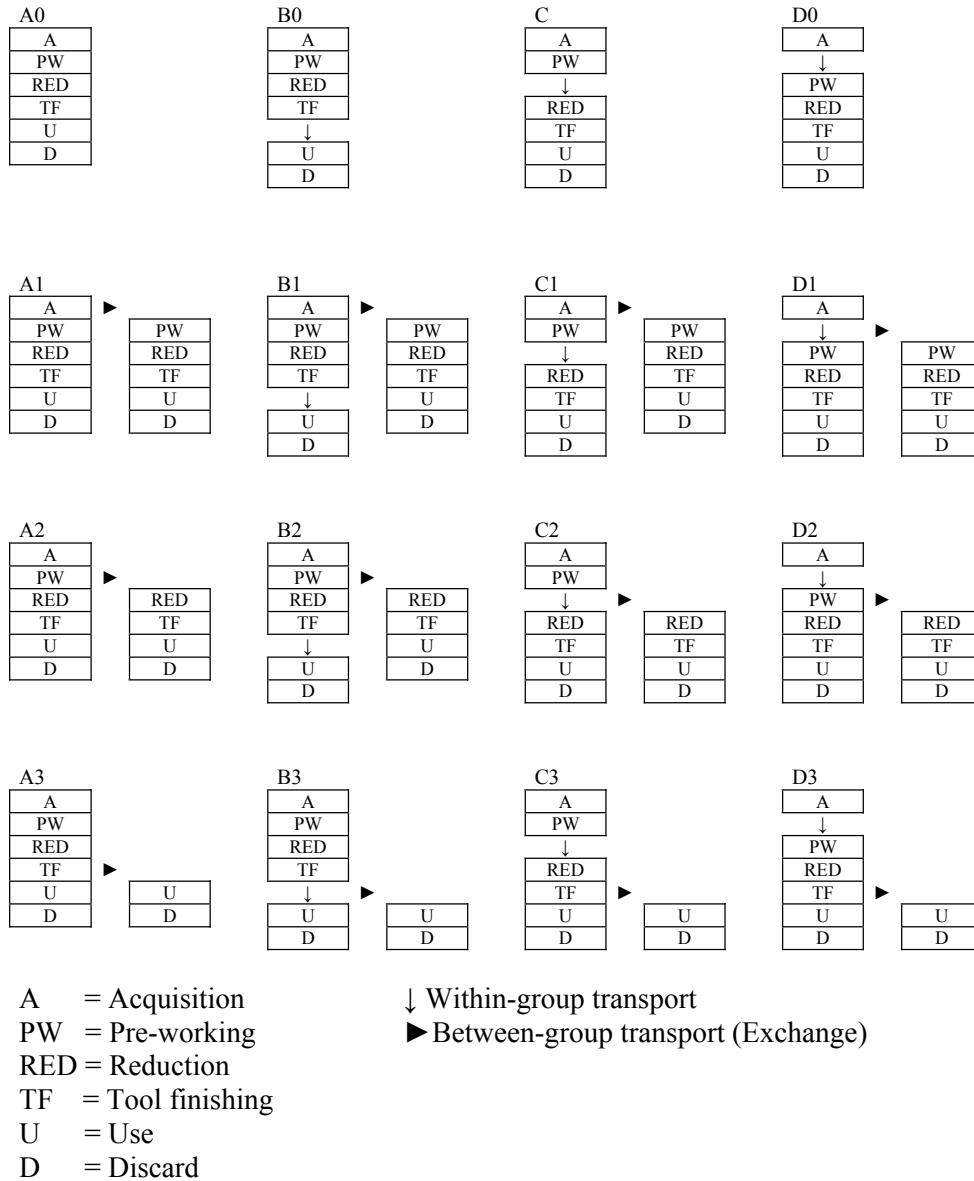 A0
A
PW
RED
TF
U
D
B0
A
PW
RED
TF
↓
U
D
C
A
PW
↓
RED
TF
U
D
D0
A
↓
PW
RED
TF
U
D
A1
A ►
PW PW
RED RED
TF TF
U U
D D
B1
A ►
PW PW
RED RED
TF TF
↓ U
U D
D
C1
A ►
PW PW
↓ RED
RED TF
TF U
U D
D
D1
A
↓ ►
PW PW
RED RED
TF TF
U U
D D
A2
A
PW ►
RED RED
TF TF
U U
D D
B2
A
PW ►
RED RED
TF TF
↓ U
U D
D
C2
A
PW
↓ ►
RED RED
TF TF
U U
D D
D2
A
↓
PW ►
RED RED
TF TF
U U
D D
A3
A
PW
RED
TF ►
U U
D D
B3
A
PW
RED
TF
↓ ►
U U
D D
C3
A
PW
↓
RED
TF ►
U U
D D
D3
A
↓
PW
RED
TF ►
U U
D D
A = Acquisition
PW = Pre-working
RED = Reduction
TF = Tool finishing
U = Use
D = Discard
↓ Within-group transport
►Between-group transport (Exchange)